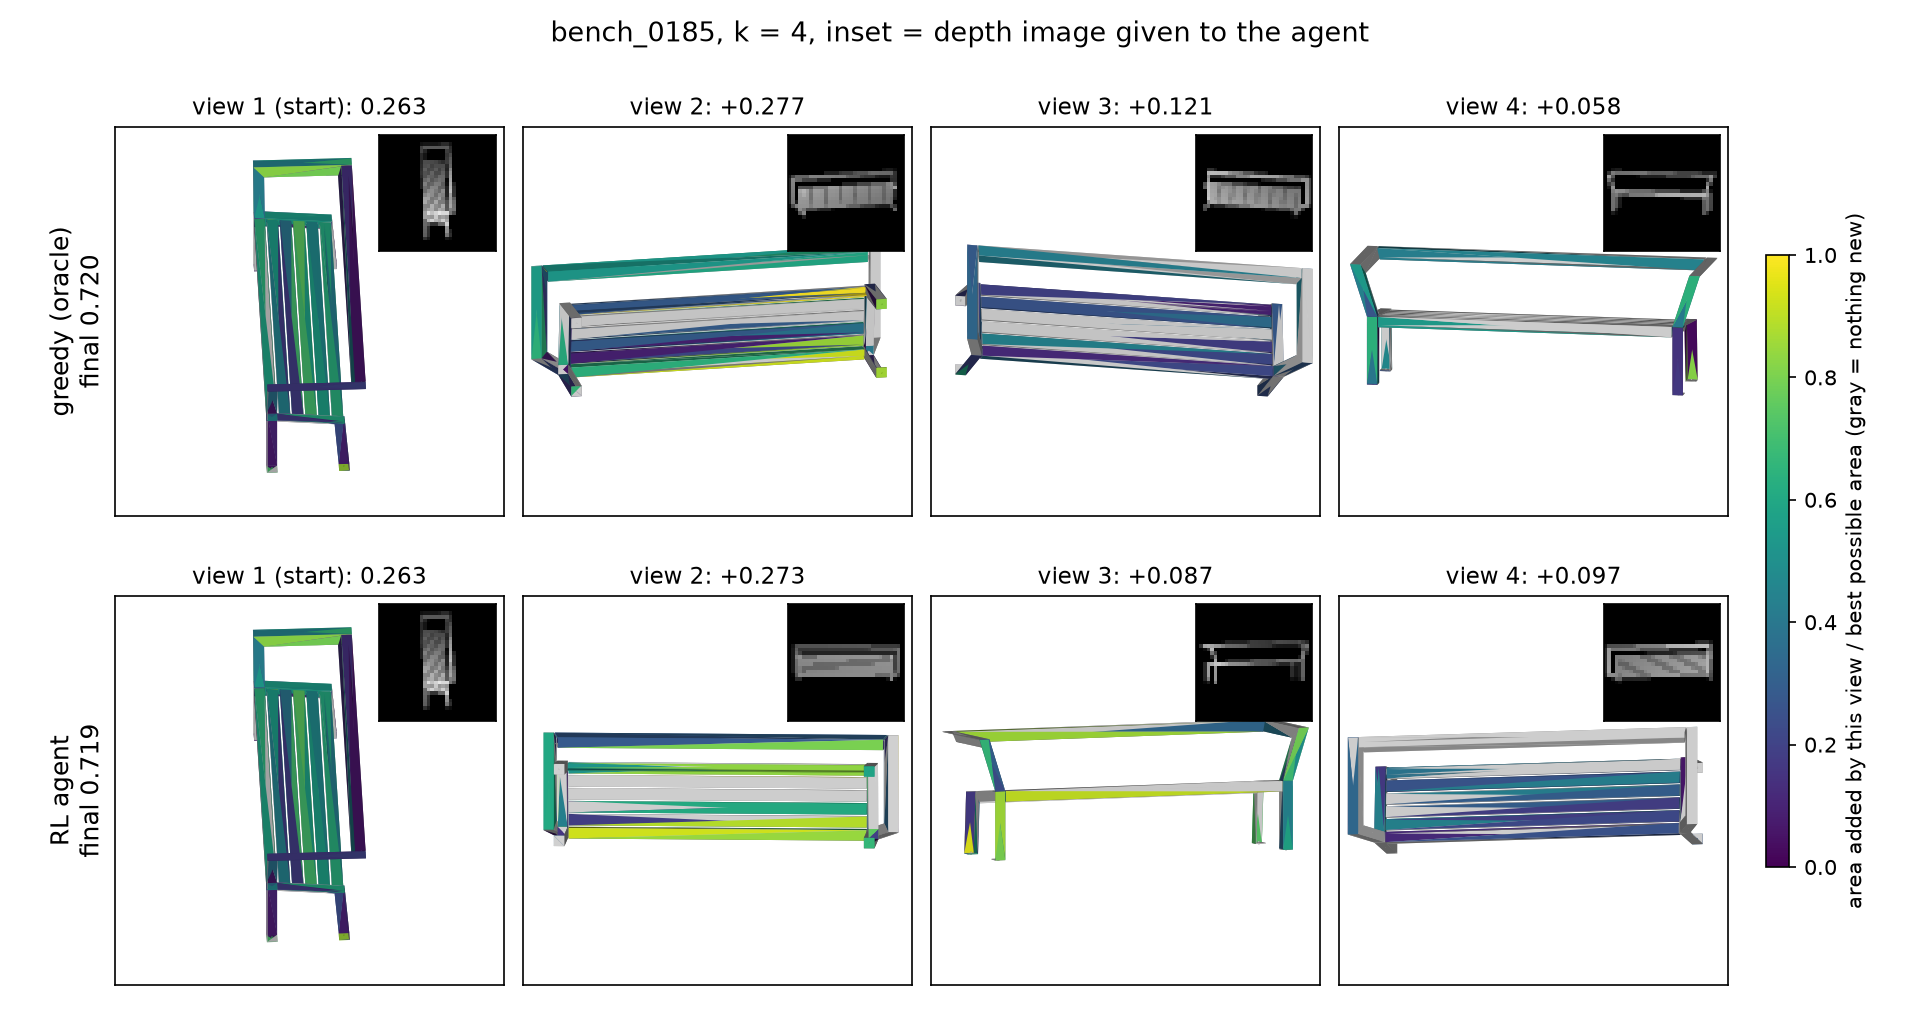 bench_0185, k = 4, inset = depth image given to the agent
view 1 (start): 0.263
view 2: +0.277
view 3: +0.121
view 4: +0.058
greedy (oracle)
final 0.720
view 1 (start): 0.263
view 2: +0.273
view 3: +0.087
view 4: +0.097
RL agent
final 0.719
1.0
0.8
0.6
0.4
0.2
0.0
area added by this view / best possible area (gray = nothing new)